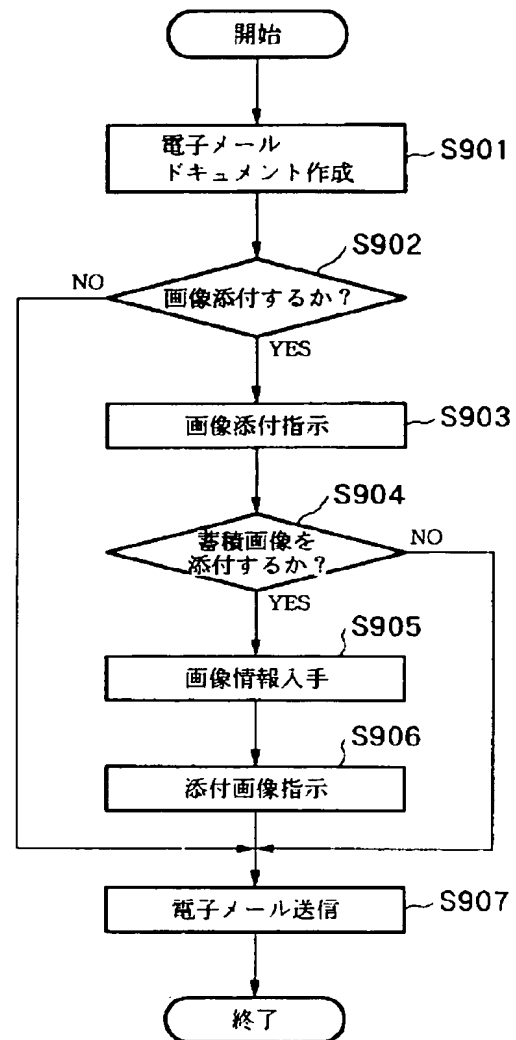 開始
電子メール
ドキュメント作成
S901
S902
NO
画像添付するか？
YES
画像添付指示
S903
S904
蓄積画像を
添付するか？
NO
YES
S905
画像情報入手
S906
添付画像指示
電子メール送信
S907
終了